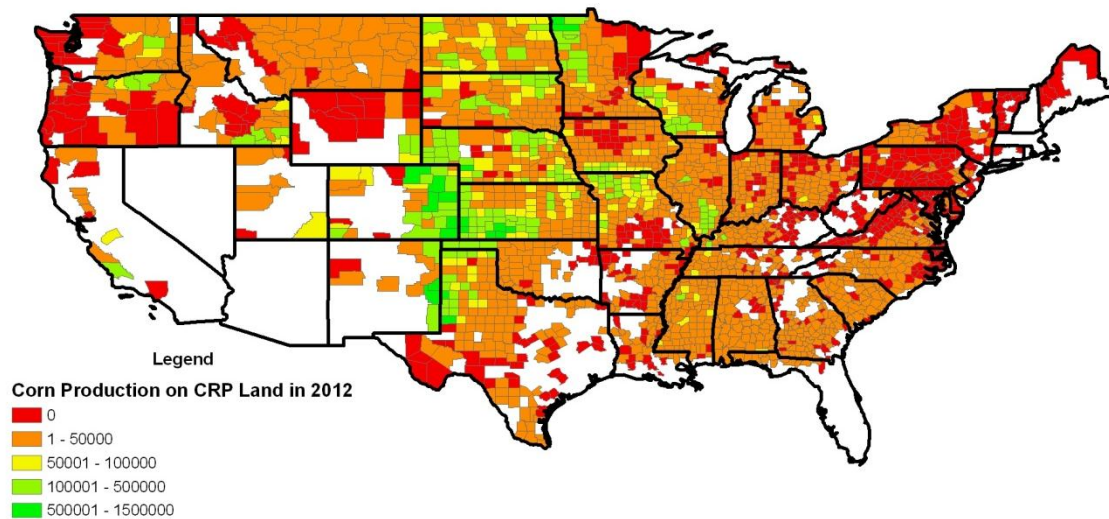 Legend
Corn Production on CRP Land in 2012
0
1 - 50000
50001 - 100000
100001 - 500000
500001 - 1500000